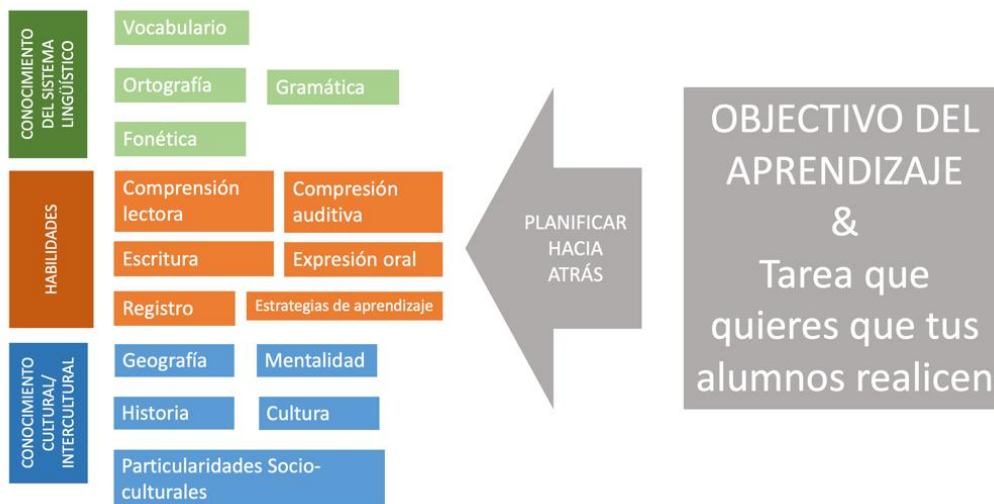 CONOCIMIENTO
DEL SISTEMA
LINGÜÍSTICO
Vocabulario
Ortografía
Gramática
Fonética
HABILIDADES
Comprensión
lectora
Compresión
auditiva
Escritura
Expresión oral
Registro
Estrategias de aprendizaje
CONOCIMIENTO
CULTURAL/
INTERCULTURAL
Geografía
Mentalidad
Historia
Cultura
Particularidades Socio-
culturales
PLANIFICAR
HACIA
ATRÁS
OBJECTIVO DEL
APRENDIZAJE
&
Tarea que
quieres que tus
alumnos realicen